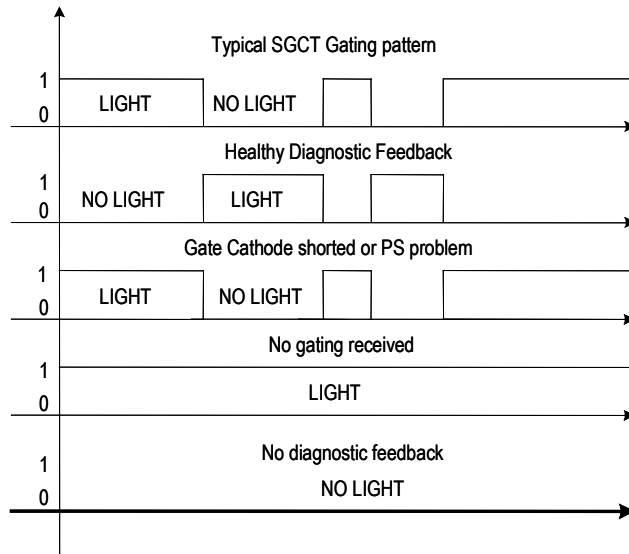 Typical SGCT Gating pattern
1
LIGHT NO LIGHT
0
Healthy Diagnostic Feedback
1
NO LIGHT LIGHT
0
Gate Cathode shorted or PS problem
1
LIGHT NO LIGHT
0
No gating received
1
LIGHT
0
No diagnostic feedback
1
NO LIGHT
0